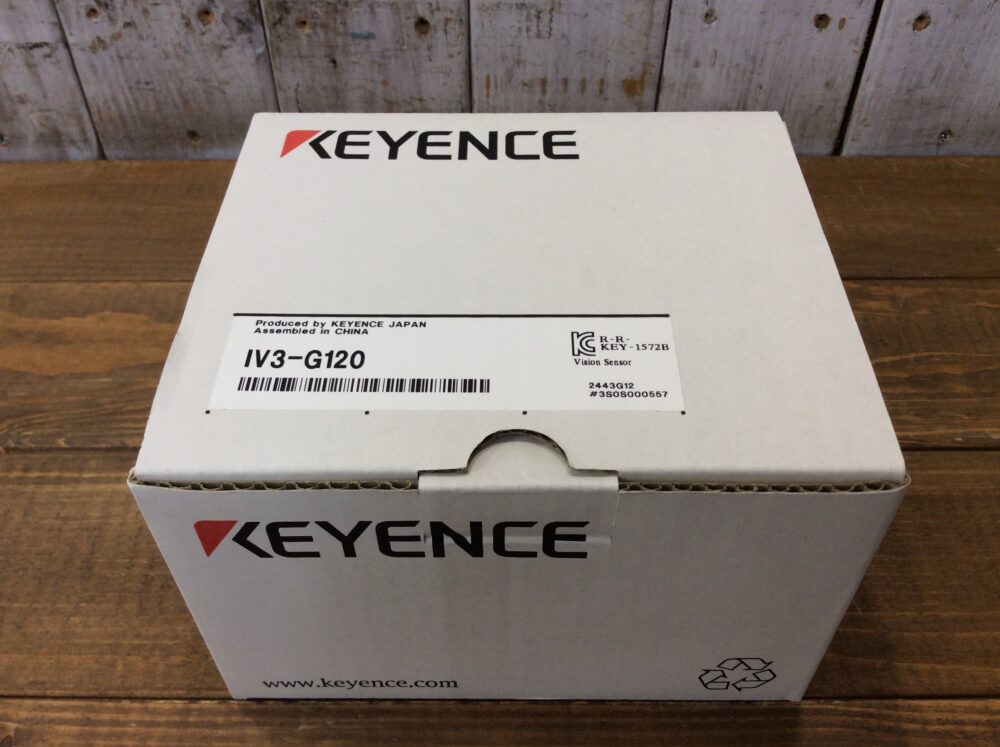 KEYENCE
Produced by KEYENCE JAPAN
Assembled in CHINA
IV3-G120
R-R-
KEY-1572B
Vision Sensor
2443G12
#3S0S000557
KEYENCE
www.keyence.com